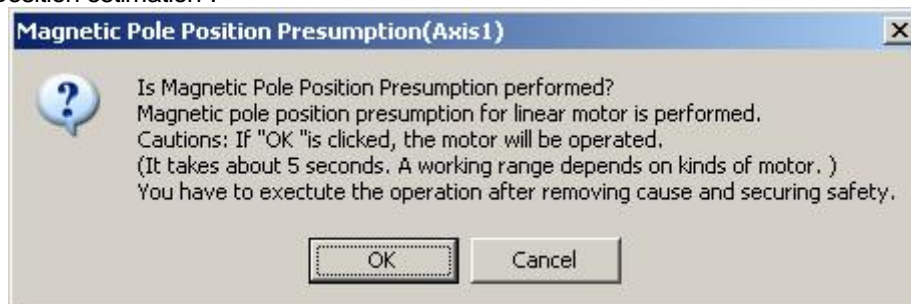 position estimation".
Magnetic Pole Position Presumption(Axis1)
Is Magnetic Pole Position Presumption performed?
Magnetic pole position presumption for linear motor is performed.
Cautions: If "OK "is clicked, the motor will be operated.
(It takes about 5 seconds. A working range depends on kinds of motor. )
You have to exectute the operation after removing cause and securing safety.
OK
Cancel